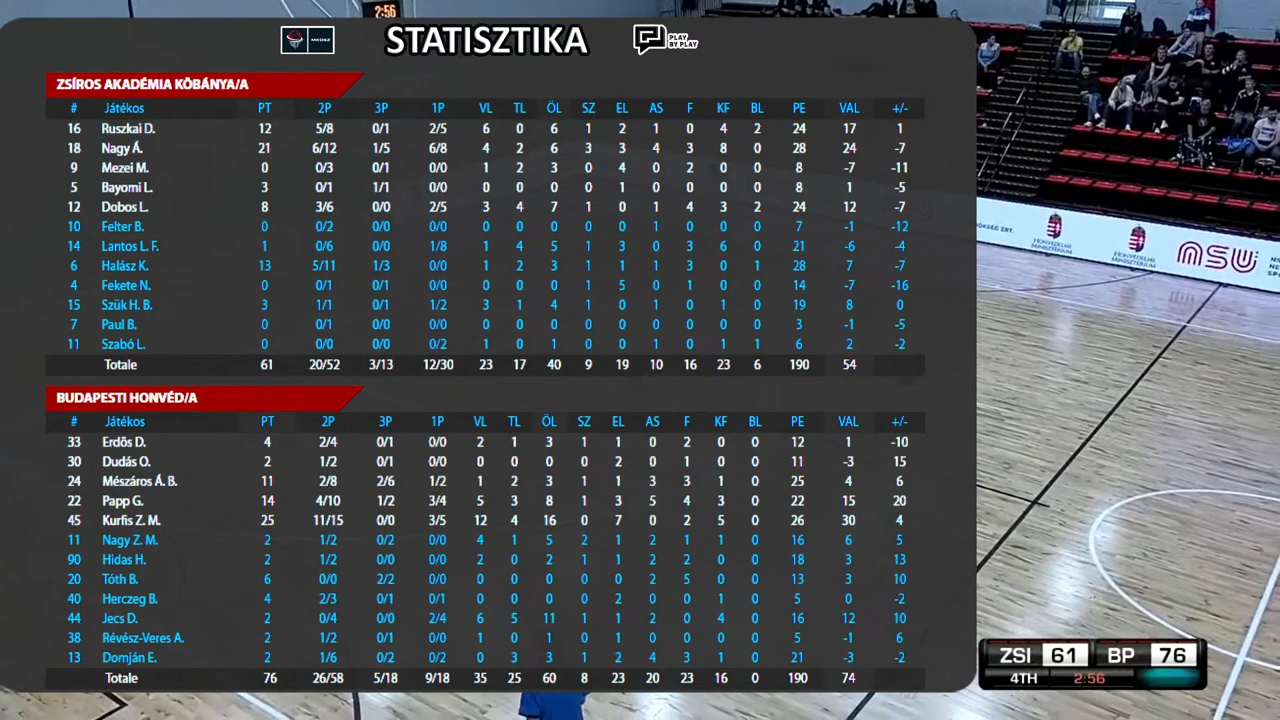 2:56
MKOSZ
STATISZTIKA
PLAY BY PLAY
ZSÍROS AKADÉMIA KŐBÁNYA/A
# Játékos PT 2P 3P 1P VL TL ÖL SZ EL AS F KF BL PE VAL +/-
16 Ruszkai D. 12 5/8 0/1 2/5 6 0 6 1 2 1 0 4 2 24 17 1
18 Nagy Á. 21 6/12 1/5 6/8 4 2 6 3 3 4 3 8 0 28 24 -7
9 Mezei M. 0 0/3 0/1 0/0 1 2 3 0 4 0 2 0 0 8 -7 -11
5 Bayomi L. 3 0/1 1/1 0/0 0 0 0 0 1 0 0 0 0 8 1 -5
12 Dobos L. 8 3/6 0/0 2/5 3 4 7 1 0 1 4 3 2 24 12 -7
10 Felter B. 0 0/2 0/0 0/0 0 0 0 0 0 1 0 0 0 7 -1 -12
14 Lantos L. F. 1 0/6 0/0 1/8 1 4 5 1 3 0 3 6 0 21 -6 -4
6 Halász K. 13 5/11 1/3 0/0 1 2 3 1 1 1 3 0 1 28 7 -7
4 Fekete N. 0 0/1 0/1 0/0 0 0 0 1 5 0 1 0 0 14 -7 -16
15 Szük H. B. 3 1/1 0/1 1/2 3 1 4 1 0 1 0 1 0 19 8 0
7 Paul B. 0 0/1 0/0 0/0 0 0 0 0 0 0 0 0 0 3 -1 -5
11 Szabó L. 0 0/0 0/0 0/2 1 0 1 0 0 1 0 1 1 6 2 -2
Totale 61 20/52 3/13 12/30 23 17 40 9 19 10 16 23 6 190 54
BUDAPESTI HONVÉD/A
# Játékos PT 2P 3P 1P VL TL ÖL SZ EL AS F KF BL PE VAL +/-
33 Erdős D. 4 2/4 0/1 0/0 2 1 3 1 1 0 2 0 0 12 1 -10
30 Dudás O. 2 1/2 0/1 0/0 0 0 0 0 2 0 1 0 0 11 -3 15
24 Mészáros Á. B. 11 2/8 2/6 1/2 1 2 3 1 1 3 3 1 0 25 4 6
22 Papp G. 14 4/10 1/2 3/4 5 3 8 1 3 5 4 3 0 22 15 20
45 Kurfis Z. M. 25 11/15 0/0 3/5 12 4 16 0 7 0 2 5 0 26 30 4
11 Nagy Z. M. 2 1/2 0/2 0/0 4 1 5 2 1 2 1 1 0 16 6 5
90 Hidas H. 2 1/2 0/0 0/0 2 0 2 1 1 2 2 0 0 18 3 13
20 Tóth B. 6 0/0 2/2 0/0 0 0 0 0 0 2 5 0 0 13 3 10
40 Herczeg B. 4 2/3 0/1 0/1 0 0 0 0 2 0 0 1 0 5 0 -2
44 Jecs D. 2 0/4 0/0 2/4 6 5 11 1 1 2 0 4 0 16 12 10
38 Révész-Veres A. 2 1/2 0/1 0/0 1 0 1 0 1 0 0 0 0 5 -1 6
13 Domján E. 2 1/6 0/2 0/2 0 3 3 1 2 4 3 1 0 21 -3 -2
Totale 76 26/58 5/18 9/18 35 25 60 8 23 20 23 16 0 190 74
HONVÉDELMI MINISZTÉRIUM
HONVÉDELMI MINISZTÉRIUM
NSU
ZSI 61 BP 76
4TH 2:56